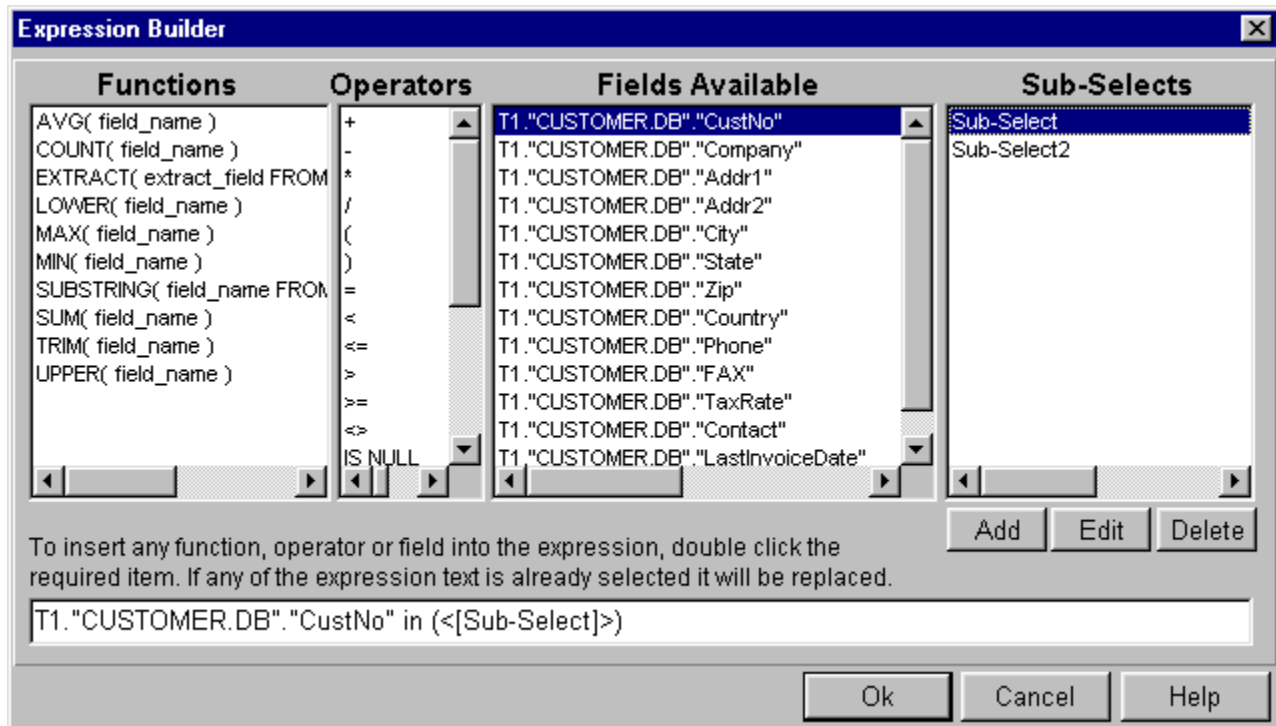 Expression Builder
Functions
AVG( field_name )
COUNT( field_name )
EXTRACT( extract_field FROM
LOWER( field_name )
MAX( field_name )
MIN( field_name )
SUBSTRING( field_name FROM
SUM( field_name )
TRIM( field_name )
UPPER( field_name )
Operators
+
-
*
/
(
)
=
<
<=
>
>=
<>
IS NULL
Fields Available
T1."CUSTOMER.DB"."CustNo"
T1."CUSTOMER.DB"."Company"
T1."CUSTOMER.DB"."Addr1"
T1."CUSTOMER.DB"."Addr2"
T1."CUSTOMER.DB"."City"
T1."CUSTOMER.DB"."State"
T1."CUSTOMER.DB"."Zip"
T1."CUSTOMER.DB"."Country"
T1."CUSTOMER.DB"."Phone"
T1."CUSTOMER.DB"."FAX"
T1."CUSTOMER.DB"."TaxRate"
T1."CUSTOMER.DB"."Contact"
T1."CUSTOMER.DB"."LastInvoiceDate"
Sub-Selects
Sub-Select
Sub-Select2
Add Edit Delete
To insert any function, operator or field into the expression, double click the
required item. If any of the expression text is already selected it will be replaced.
T1."CUSTOMER.DB"."CustNo" in (<[Sub-Select]>)
Ok Cancel Help